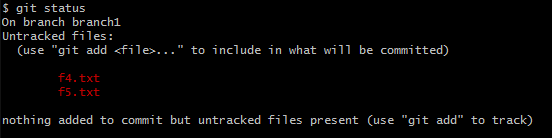 $ git status
On branch branch1
Untracked files:
(use "git add <file>..." to include in what will be committed)
f4.txt
f5.txt
nothing added to commit but untracked files present (use "git add" to track)